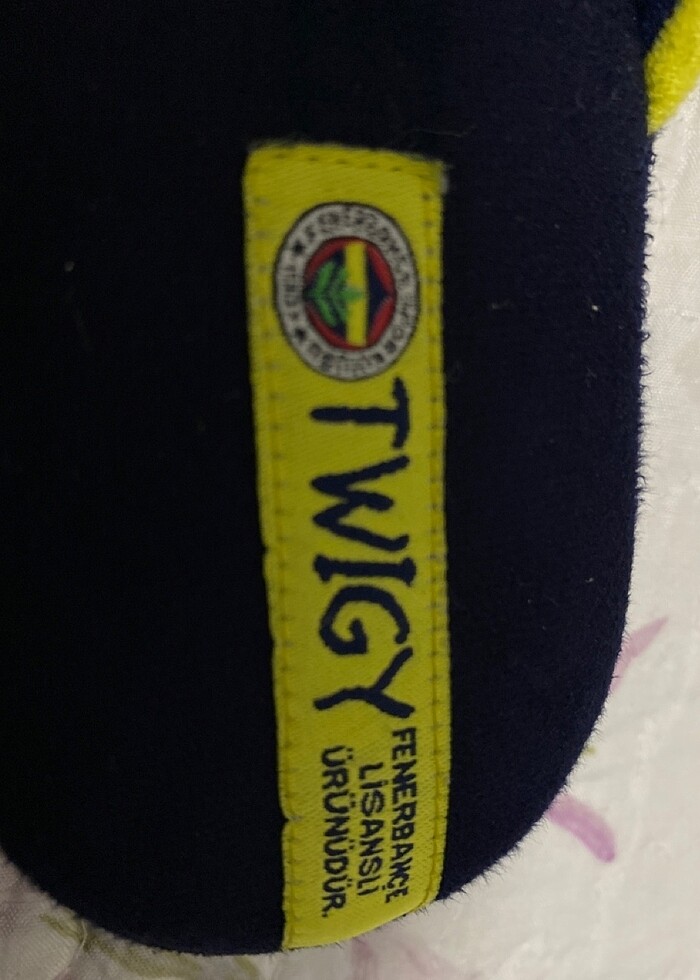 TWIGY
FENERBAHÇE
LİSANSLI
ÜRÜNÜDÜR.